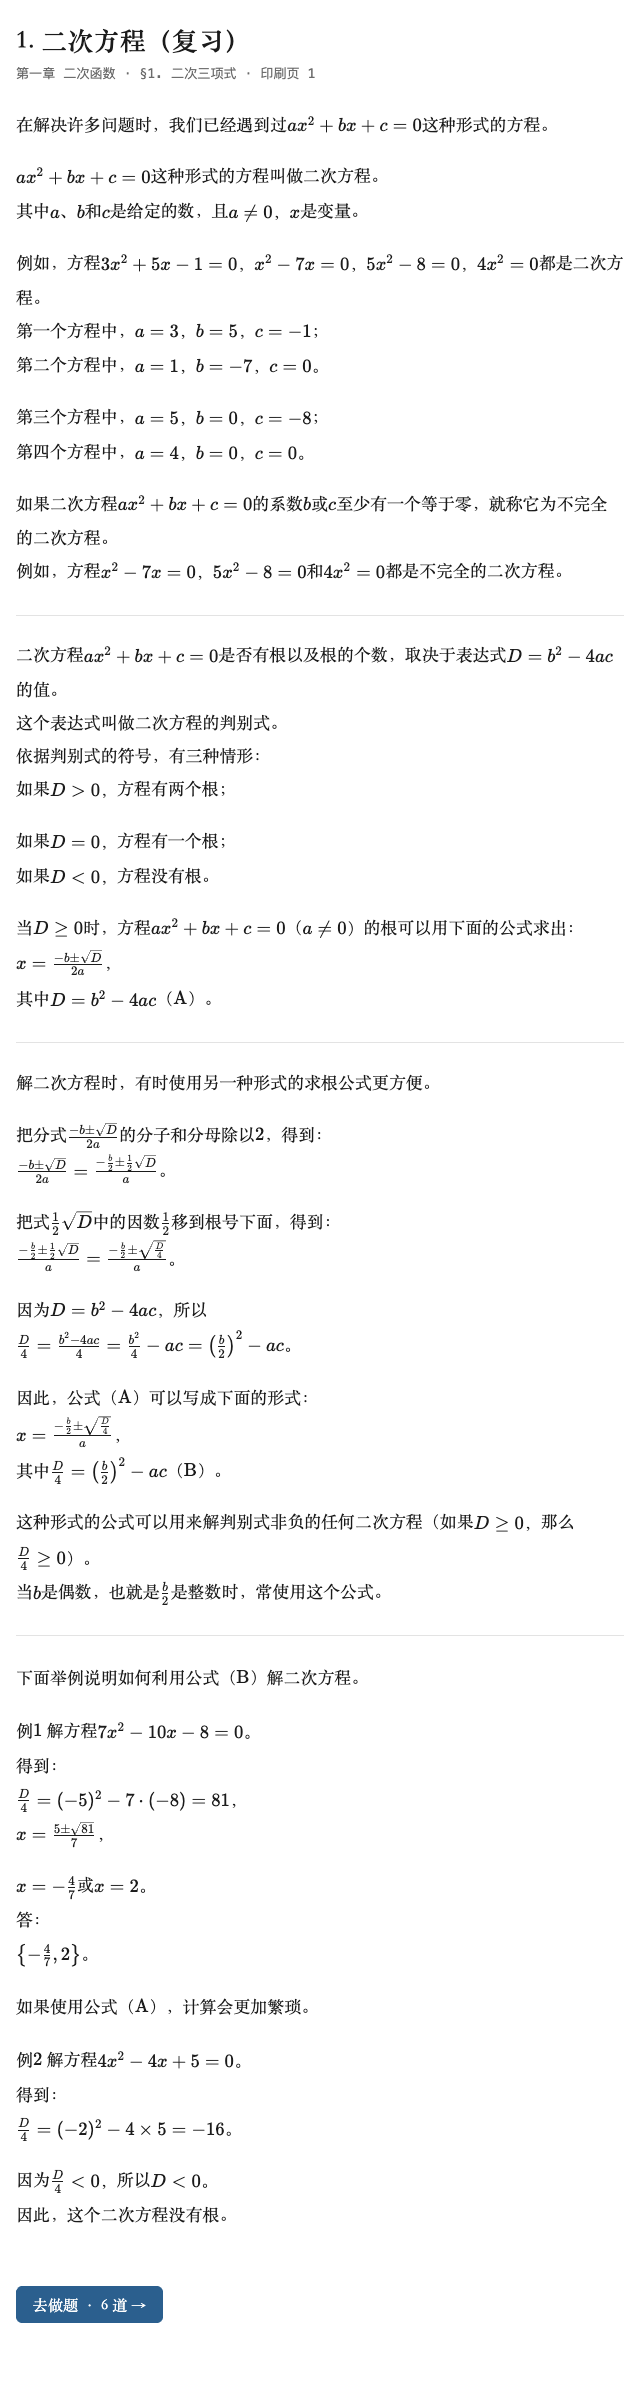 1. 二次方程（复习）
第一章 二次函数 · §1. 二次三项式 · 印刷页 1
在解决许多问题时，我们已经遇到过ax² + bx + c = 0这种形式的方程。
ax² + bx + c = 0这种形式的方程叫做二次方程。
其中a、b和c是给定的数，且a ≠ 0，x是变量。
例如，方程3x² + 5x − 1 = 0，x² − 7x = 0，5x² − 8 = 0，4x² = 0都是二次方
程。
第一个方程中，a = 3，b = 5，c = −1；
第二个方程中，a = 1，b = −7，c = 0。
第三个方程中，a = 5，b = 0，c = −8；
第四个方程中，a = 4，b = 0，c = 0。
如果二次方程ax² + bx + c = 0的系数b或c至少有一个等于零，就称它为不完全
的二次方程。
例如，方程x² − 7x = 0，5x² − 8 = 0和4x² = 0都是不完全的二次方程。
二次方程ax² + bx + c = 0是否有根以及根的个数，取决于表达式D = b² − 4ac
的值。
这个表达式叫做二次方程的判别式。
依据判别式的符号，有三种情形：
如果D > 0，方程有两个根；
如果D = 0，方程有一个根；
如果D < 0，方程没有根。
当D ≥ 0时，方程ax² + bx + c = 0（a ≠ 0）的根可以用下面的公式求出：
x = (−b±√D)/(2a)，
其中D = b² − 4ac（A）。
解二次方程时，有时使用另一种形式的求根公式更方便。
把分式(−b±√D)/(2a)的分子和分母除以2，得到：
(−b±√D)/(2a) = (−b/2±1/2√D)/a。
把式1/2√D中的因数1/2移到根号下面，得到：
(−b/2±1/2√D)/a = (−b/2±√(D/4))/a。
因为D = b² − 4ac，所以
D/4 = (b²−4ac)/4 = b²/4 − ac = (b/2)² − ac。
因此，公式（A）可以写成下面的形式：
x = (−b/2±√(D/4))/a，
其中D/4 = (b/2)² − ac（B）。
这种形式的公式可以用来解判别式非负的任何二次方程（如果D ≥ 0，那么
D/4 ≥ 0）。
当b是偶数，也就是b/2是整数时，常使用这个公式。
下面举例说明如何利用公式（B）解二次方程。
例1 解方程7x² − 10x − 8 = 0。
得到：
D/4 = (−5)² − 7 · (−8) = 81，
x = (5±√81)/7，
x = −4/7或x = 2。
答：
{−4/7, 2}。
如果使用公式（A），计算会更加繁琐。
例2 解方程4x² − 4x + 5 = 0。
得到：
D/4 = (−2)² − 4 × 5 = −16。
因为D/4 < 0，所以D < 0。
因此，这个二次方程没有根。
去做题 · 6 道 →